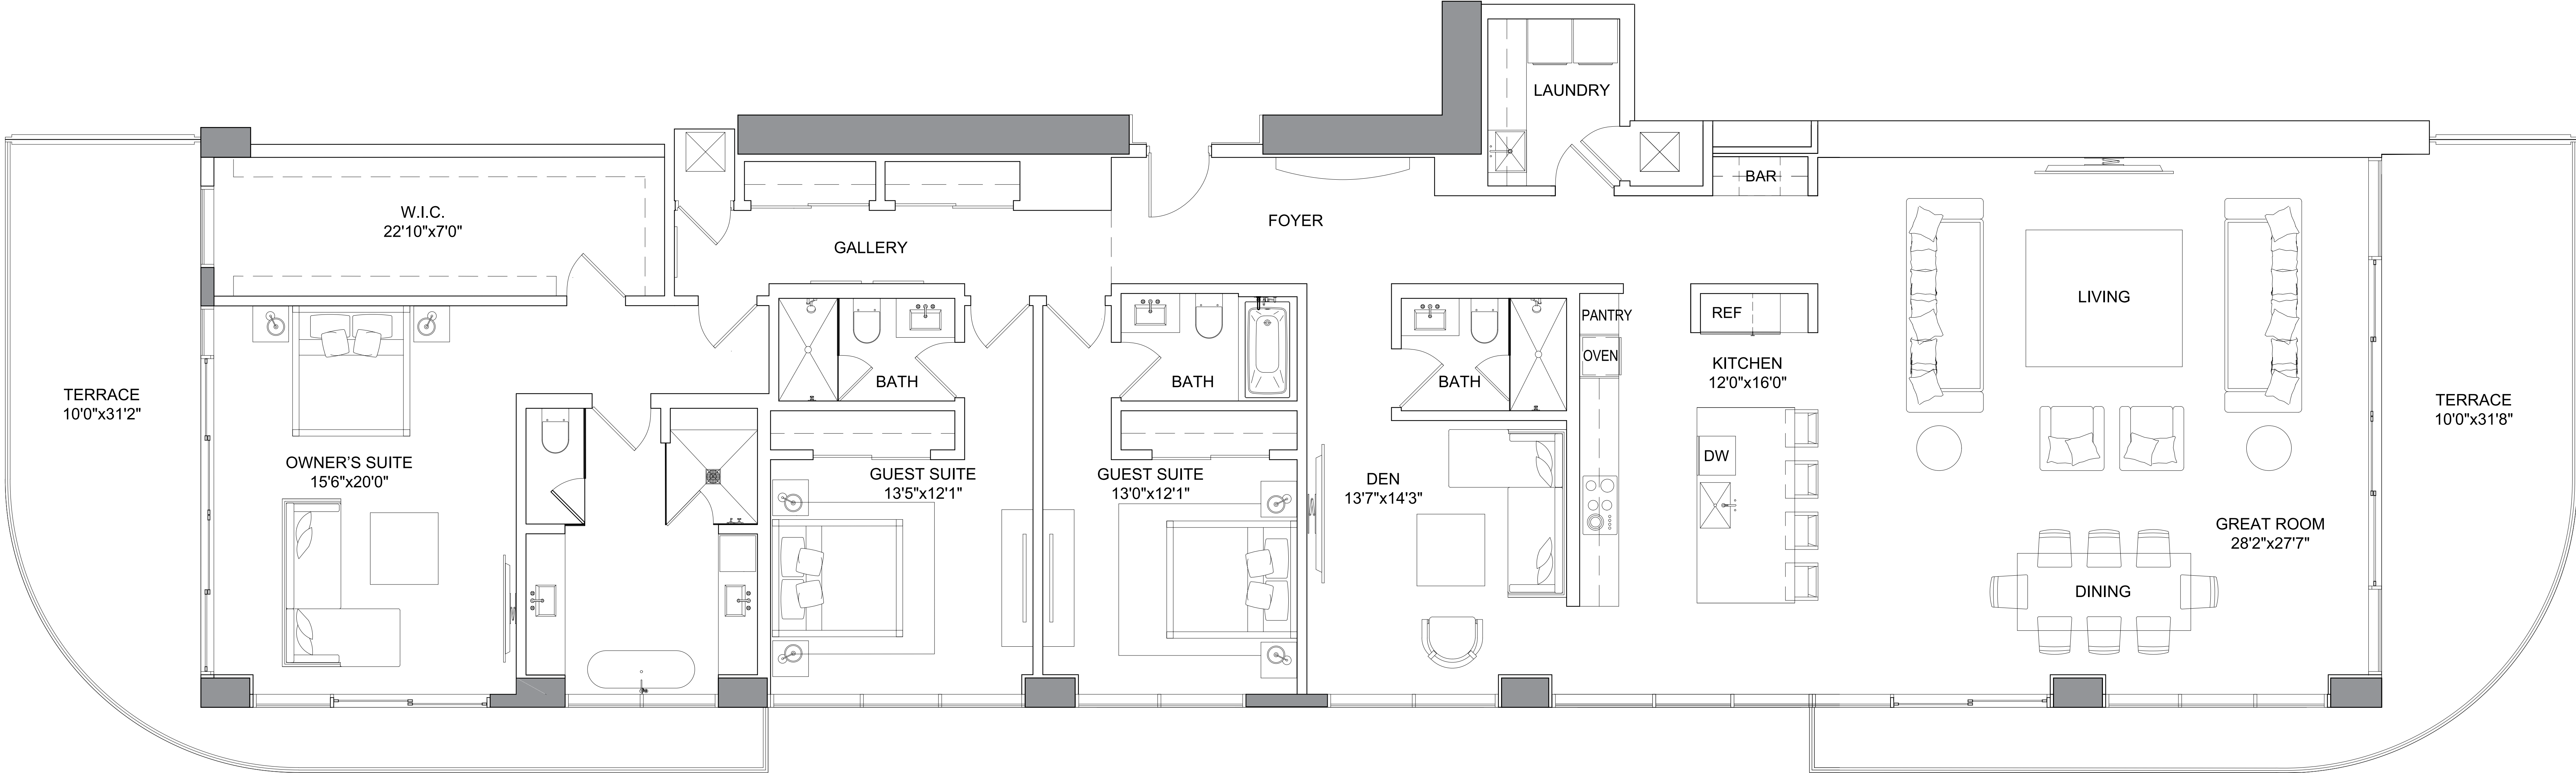 LAUNDRY
BAR
W.I.C.
22'10"x7'0"
FOYER
GALLERY
LIVING
PANTRY
REF
OVEN
KITCHEN
12'0"x16'0"
BATH
BATH
BATH
TERRACE
10'0"x31'2"
TERRACE
10'0"x31'8"
OWNER'S SUITE
15'6"x20'0"
GUEST SUITE
13'5"x12'1"
GUEST SUITE
13'0"x12'1"
DEN
13'7"x14'3"
DW
GREAT ROOM
28'2"x27'7"
DINING